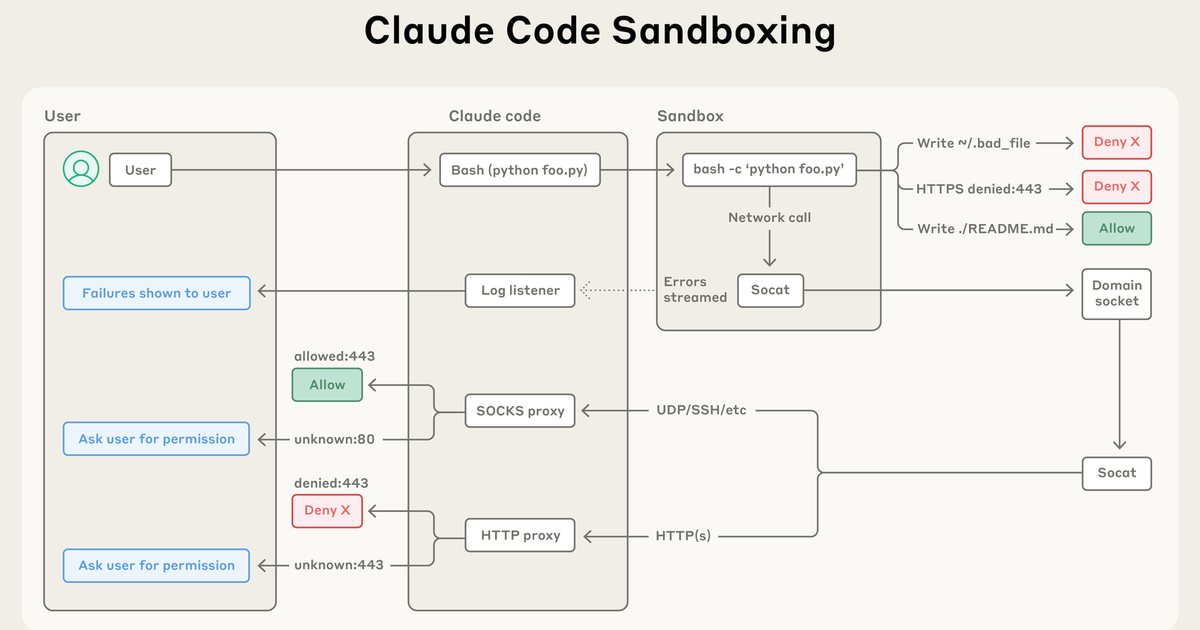 Claude Code Sandboxing
User
Claude code
Sandbox
User
Bash (python foo.py)
bash -c ‘python foo.py’
Write ~/.bad_file
Deny X
HTTPS denied:443
Deny X
Write ./README.md
Allow
Network call
Failures shown to user
Log listener
Errors
streamed
Socat
Domain
socket
allowed:443
Allow
SOCKS proxy
UDP/SSH/etc
Ask user for permission
unknown:80
Socat
denied:443
Deny X
HTTP proxy
HTTP(s)
Ask user for permission
unknown:443